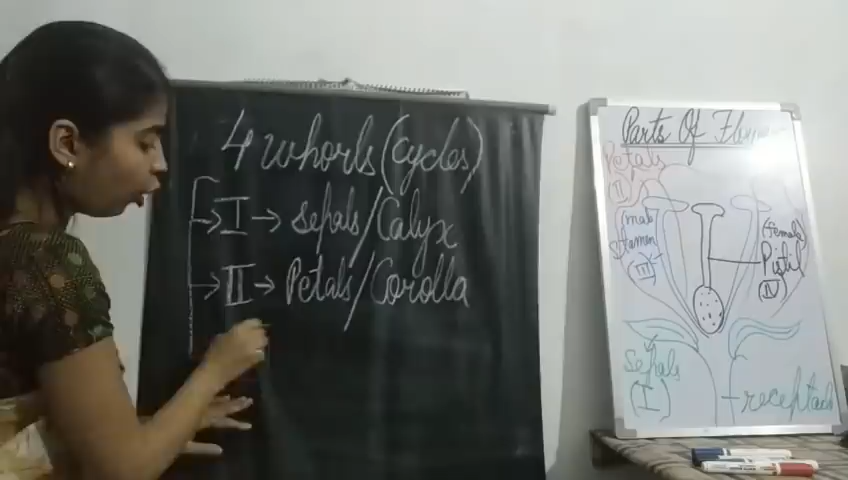 4 whorls (cycles)
I → sepals/Calyx
II → Petals/Corolla
Parts Of Flower
Petals
(II)
(male
stamen
(III)
(female)
Pistil
(IV)
sepals
(I)
receptacle